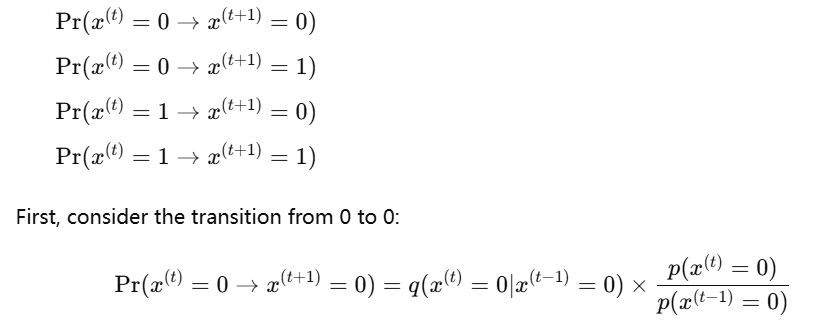 Pr(x^{(t)} = 0 → x^{(t+1)} = 0)
Pr(x^{(t)} = 0 → x^{(t+1)} = 1)
Pr(x^{(t)} = 1 → x^{(t+1)} = 0)
Pr(x^{(t)} = 1 → x^{(t+1)} = 1)
First, consider the transition from 0 to 0:
Pr(x^{(t)} = 0 → x^{(t+1)} = 0) = q(x^{(t)} = 0|x^{(t−1)} = 0) × \frac{p(x^{(t)} = 0)}{p(x^{(t−1)} = 0)}